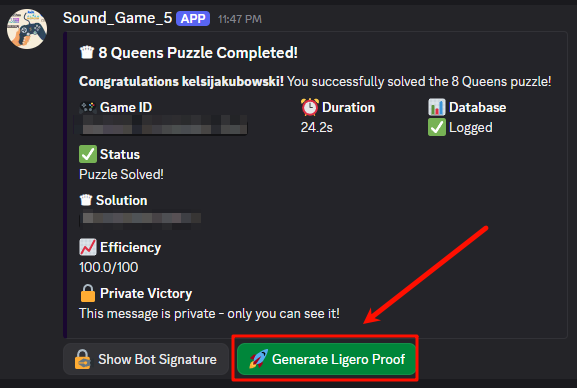 Sound_Game_5 APP 11:47 PM
8 Queens Puzzle Completed!
Congratulations kelsijakubowski! You successfully solved the 8 Queens puzzle!
Game ID
Duration
24.2s
Database
Logged
Status
Puzzle Solved!
Solution
Efficiency
100.0/100
Private Victory
This message is private - only you can see it!
Show Bot Signature
Generate Ligero Proof